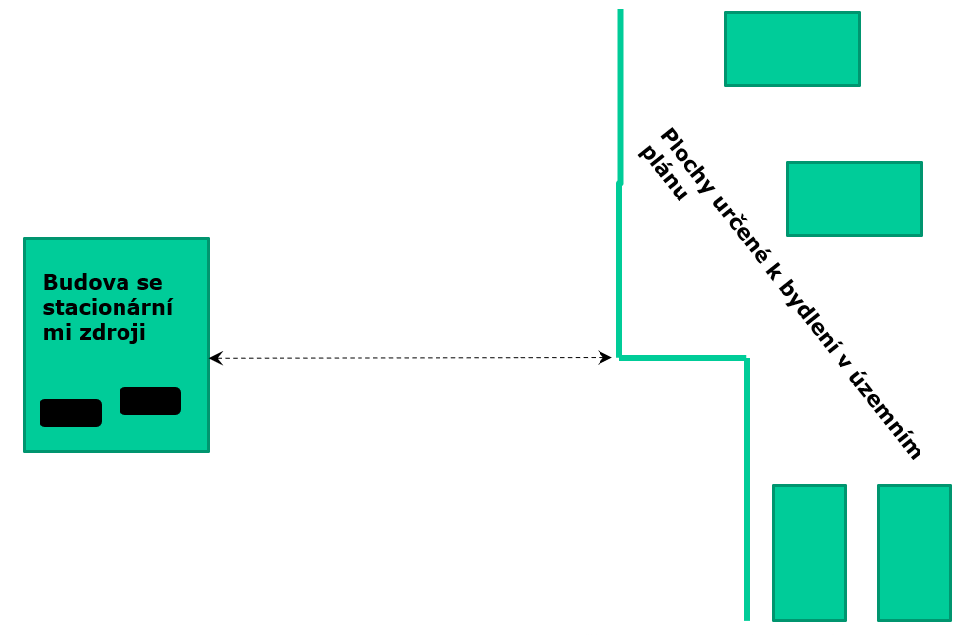 Budova se
stacionární
mi zdroji
Plochy určené k bydlení v územním
plánu